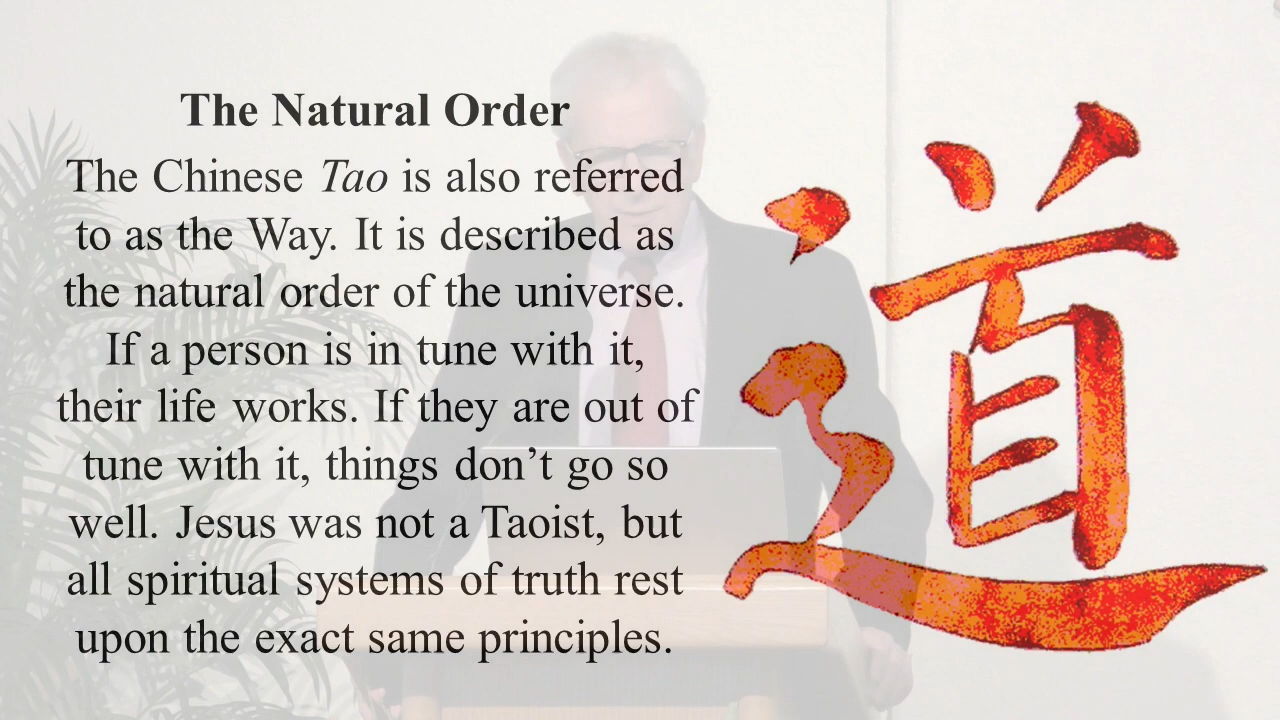 The Natural Order
The Chinese Tao is also referred
to as the Way. It is described as
the natural order of the universe.
If a person is in tune with it,
their life works. If they are out of
tune with it, things don’t go so
well. Jesus was not a Taoist, but
all spiritual systems of truth rest
upon the exact same principles.
道